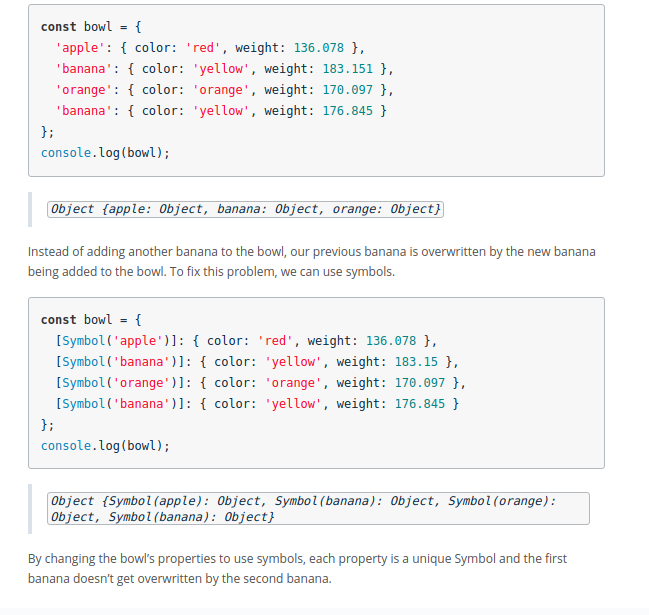 const bowl = {
  'apple': { color: 'red', weight: 136.078 },
  'banana': { color: 'yellow', weight: 183.151 },
  'orange': { color: 'orange', weight: 170.097 },
  'banana': { color: 'yellow', weight: 176.845 }
};
console.log(bowl);
Object {apple: Object, banana: Object, orange: Object}
Instead of adding another banana to the bowl, our previous banana is overwritten by the new banana
being added to the bowl. To fix this problem, we can use symbols.
const bowl = {
  [Symbol('apple')]: { color: 'red', weight: 136.078 },
  [Symbol('banana')]: { color: 'yellow', weight: 183.15 },
  [Symbol('orange')]: { color: 'orange', weight: 170.097 },
  [Symbol('banana')]: { color: 'yellow', weight: 176.845 }
};
console.log(bowl);
Object {Symbol(apple): Object, Symbol(banana): Object, Symbol(orange):
Object, Symbol(banana): Object}
By changing the bowl’s properties to use symbols, each property is a unique Symbol and the first
banana doesn’t get overwritten by the second banana.